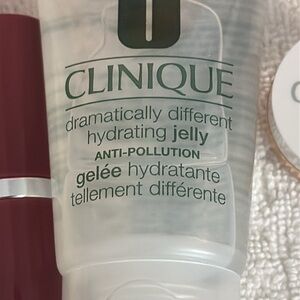 CLINIQUE
dramatically different
hydrating jelly
ANTI-POLLUTION
gelée hydratante
tellement différente